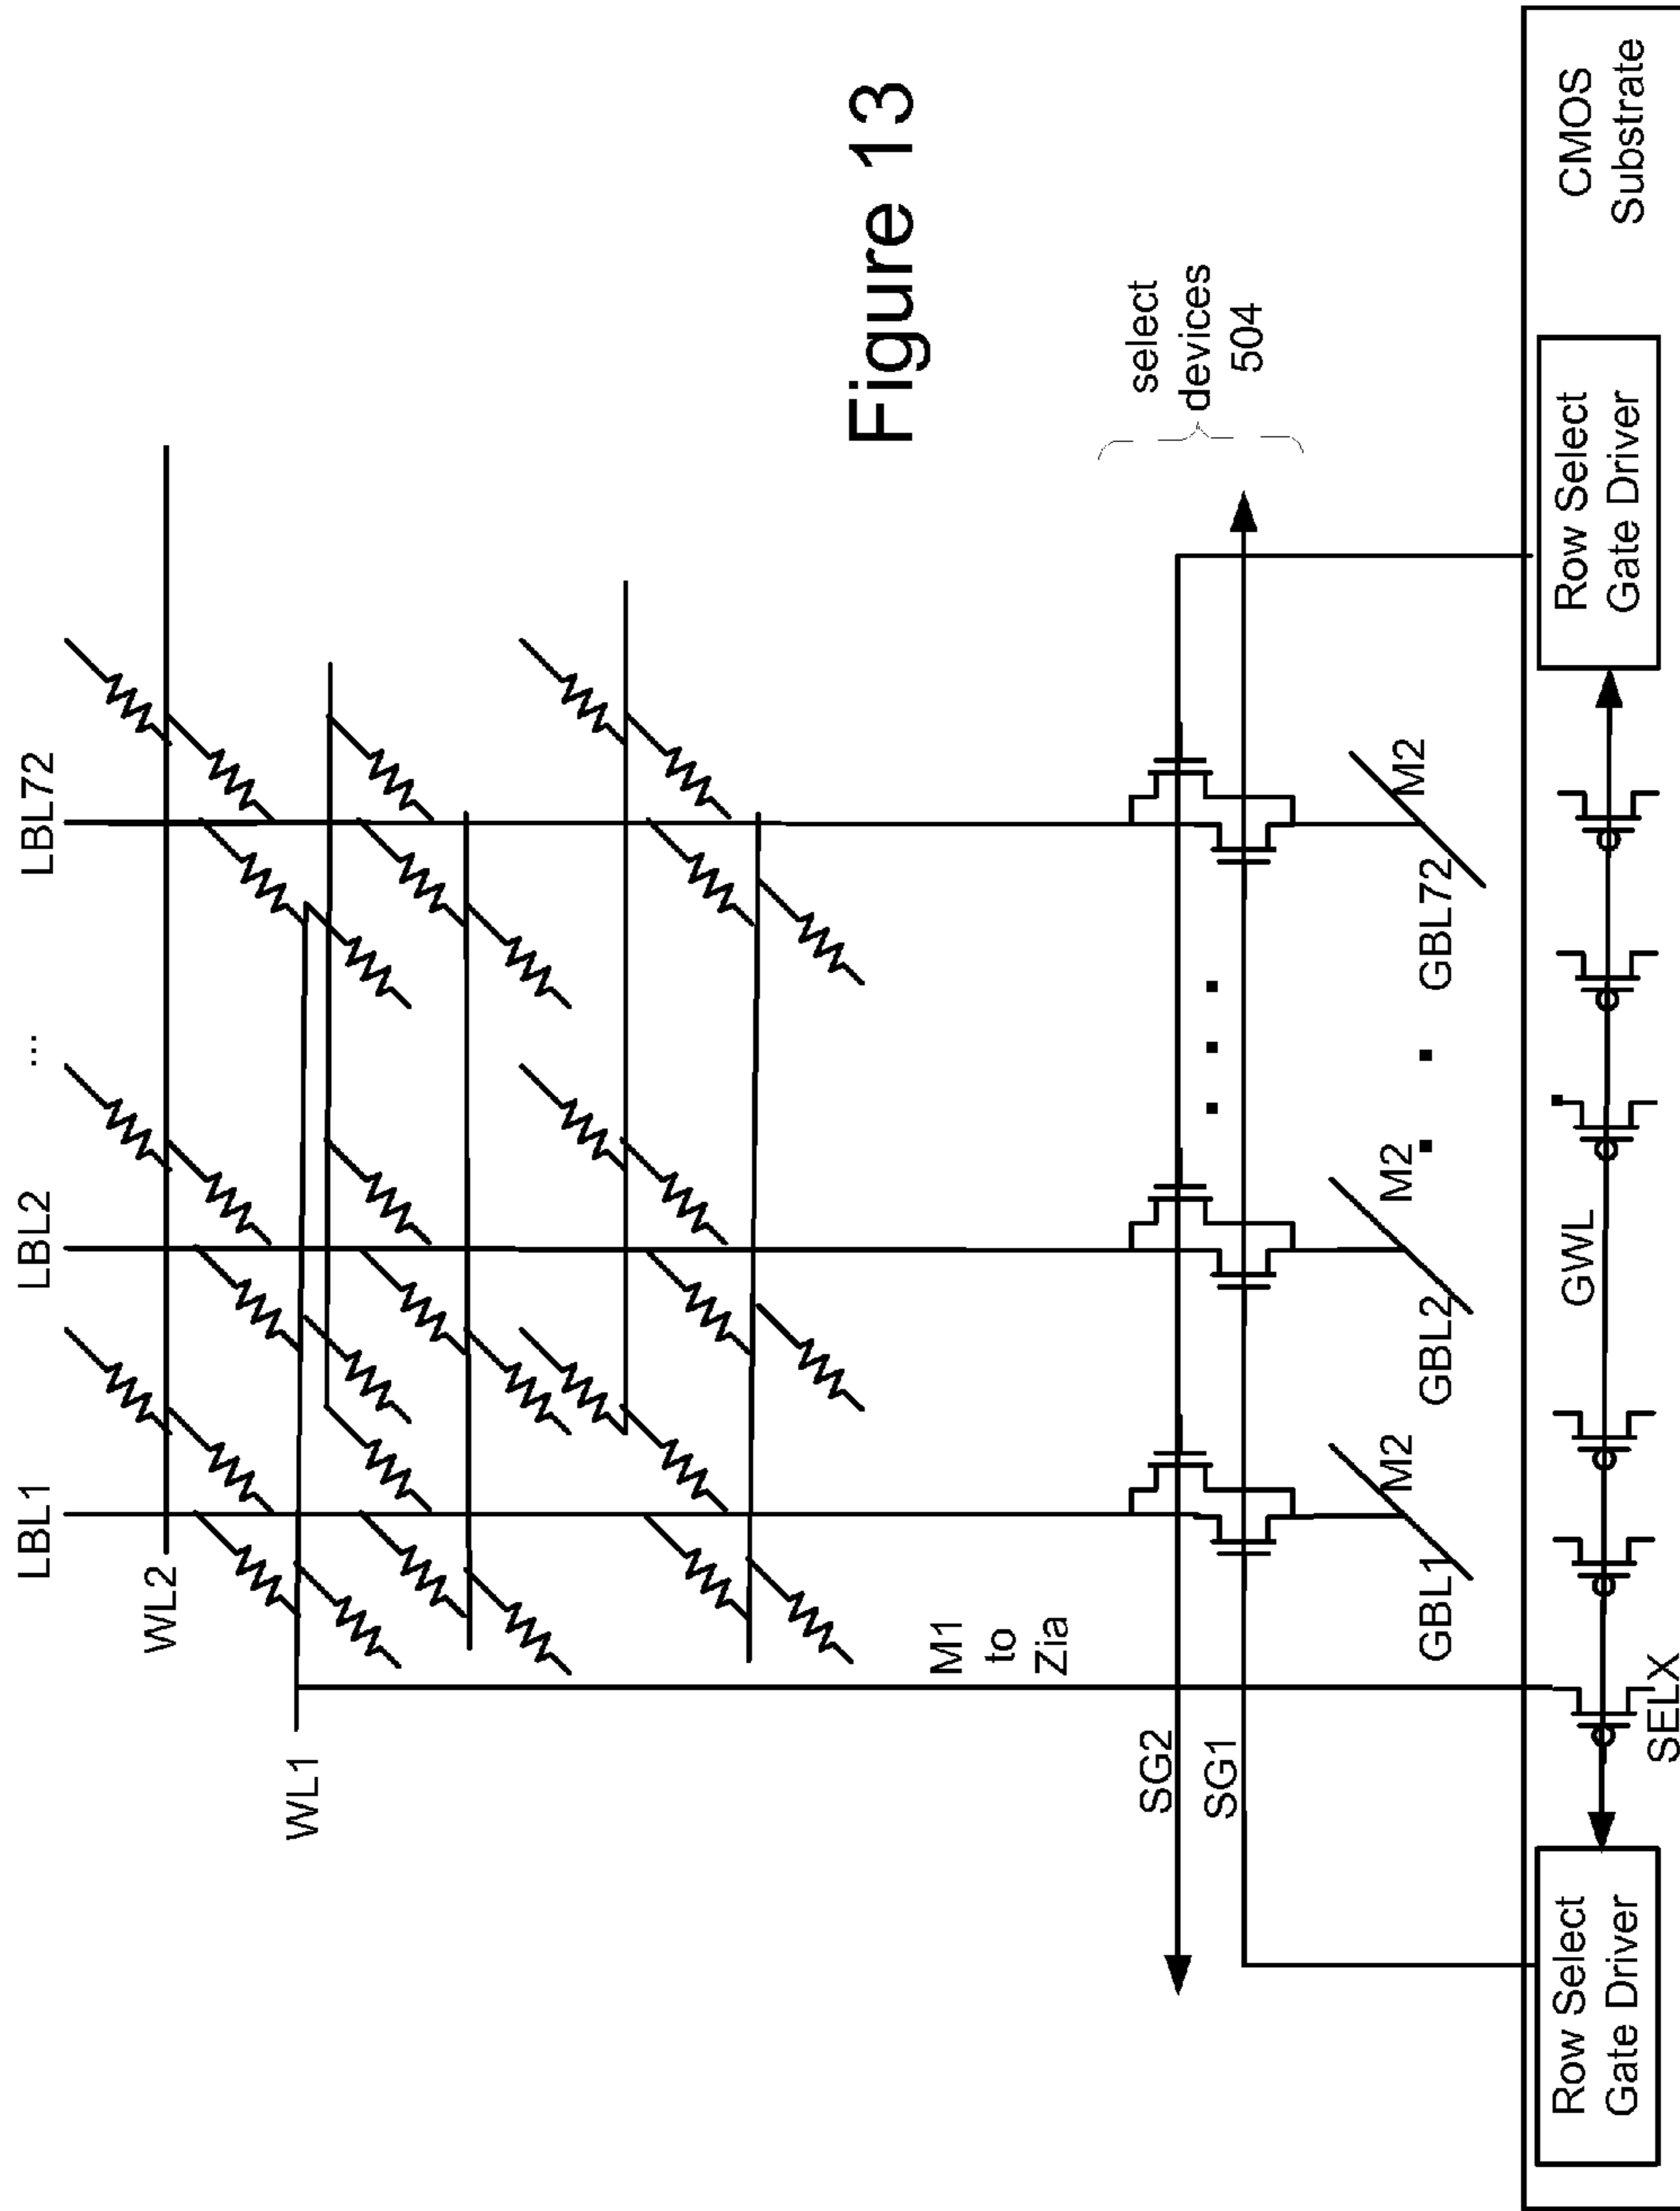 LBL1
LBL2
...
LBL72
WL2
WL1
M1
to
Zia
Figure 13
SG2
SG1
select
devices
504
M2
M2
M2
GBL1
GBL2
GBL72
GWL
SELX
Row Select
Gate Driver
Row Select
Gate Driver
CMOS
Substrate